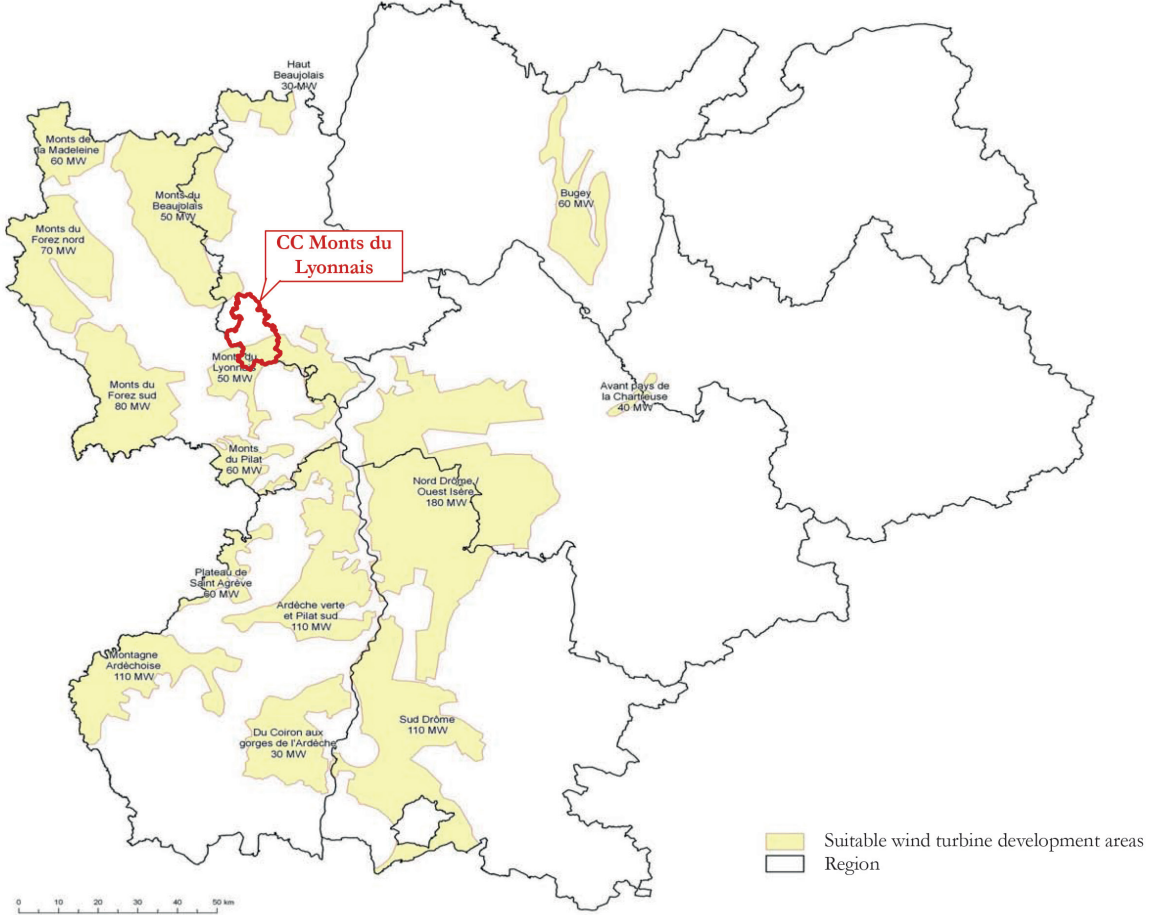 Haut
Beaujolais
30 MW
Monts de
la Madeleine
60 MW
Monts du
Beaujolais
50 MW
Bugey
60 MW
Monts du
Forez nord
70 MW
CC Monts du
Lyonnais
Monts du
Lyonnais
50 MW
Monts du
Forez sud
80 MW
Avant pays de
la Chartreuse
40 MW
Monts
du Pilat
60 MW
Nord Drôme /
Ouest Isère
180 MW
Plateau de
Saint Agrève
60 MW
Ardèche verte
et Pilat sud
110 MW
Montagne
Ardèchoise
110 MW
Du Coiron aux
gorges de l'Ardèche
30 MW
Sud Drôme
110 MW
Suitable wind turbine development areas
Region
0 10 20 30 40 50 km